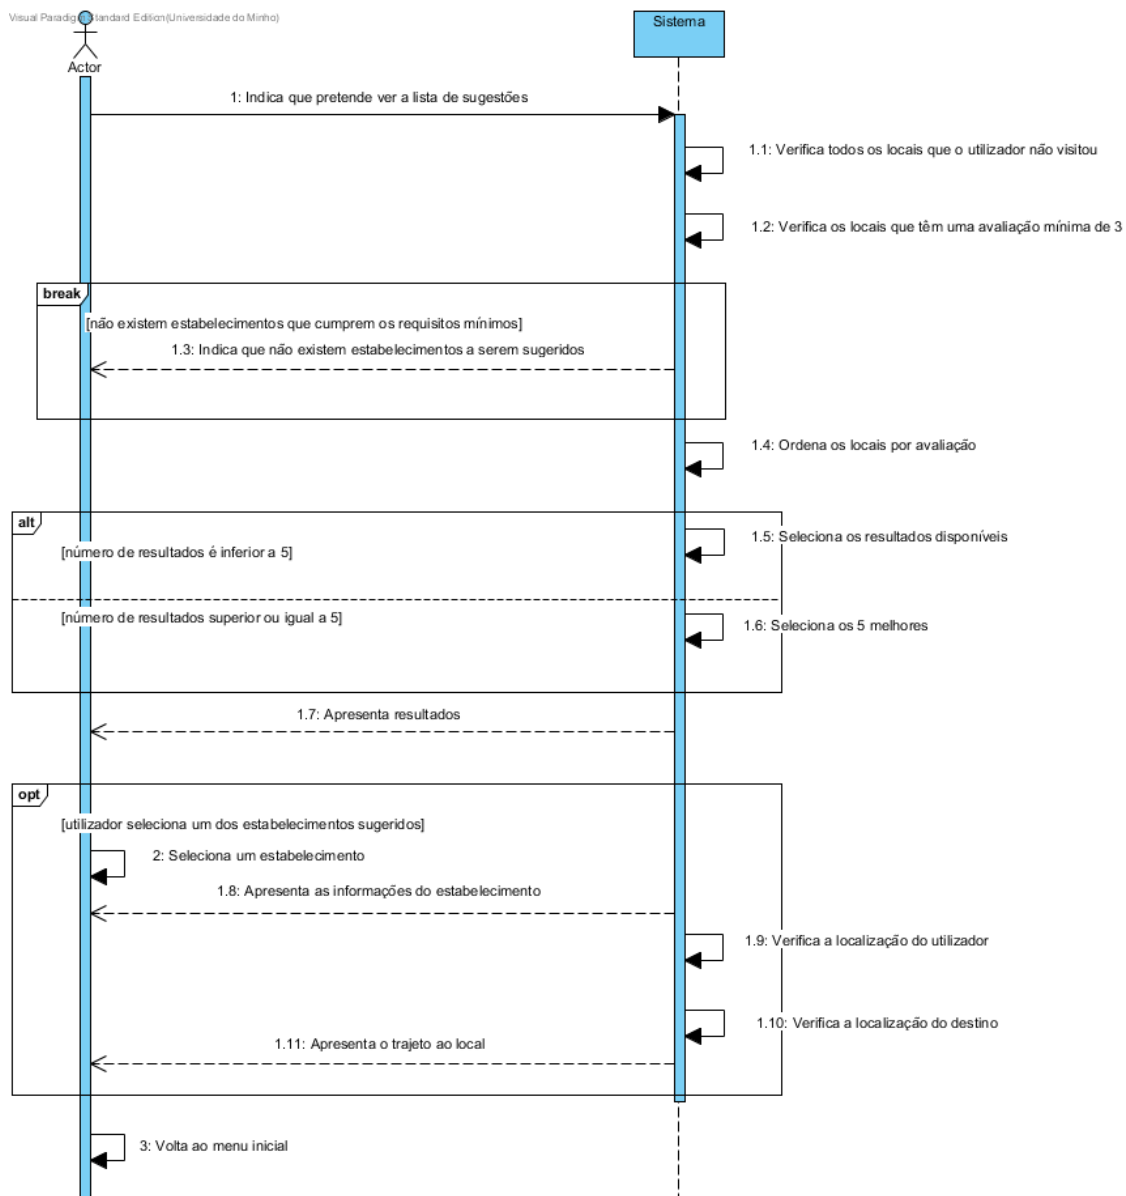 Visual Paradigm Standard Edition(Universidade do Minho)
Actor
Sistema
1: Indica que pretende ver a lista de sugestões
1.1: Verifica todos os locais que o utilizador não visitou
1.2: Verifica os locais que têm uma avaliação mínima de 3
break
[não existem estabelecimentos que cumprem os requisitos mínimos]
1.3: Indica que não existem estabelecimentos a serem sugeridos
1.4: Ordena os locais por avaliação
alt
1.5: Seleciona os resultados disponíveis
[número de resultados é inferior a 5]
[número de resultados superior ou igual a 5]
1.6: Seleciona os 5 melhores
1.7: Apresenta resultados
opt
[utilizador seleciona um dos estabelecimentos sugeridos]
2: Seleciona um estabelecimento
1.8: Apresenta as informações do estabelecimento
1.9: Verifica a localização do utilizador
1.10: Verifica a localização do destino
1.11: Apresenta o trajeto ao local
3: Volta ao menu inicial